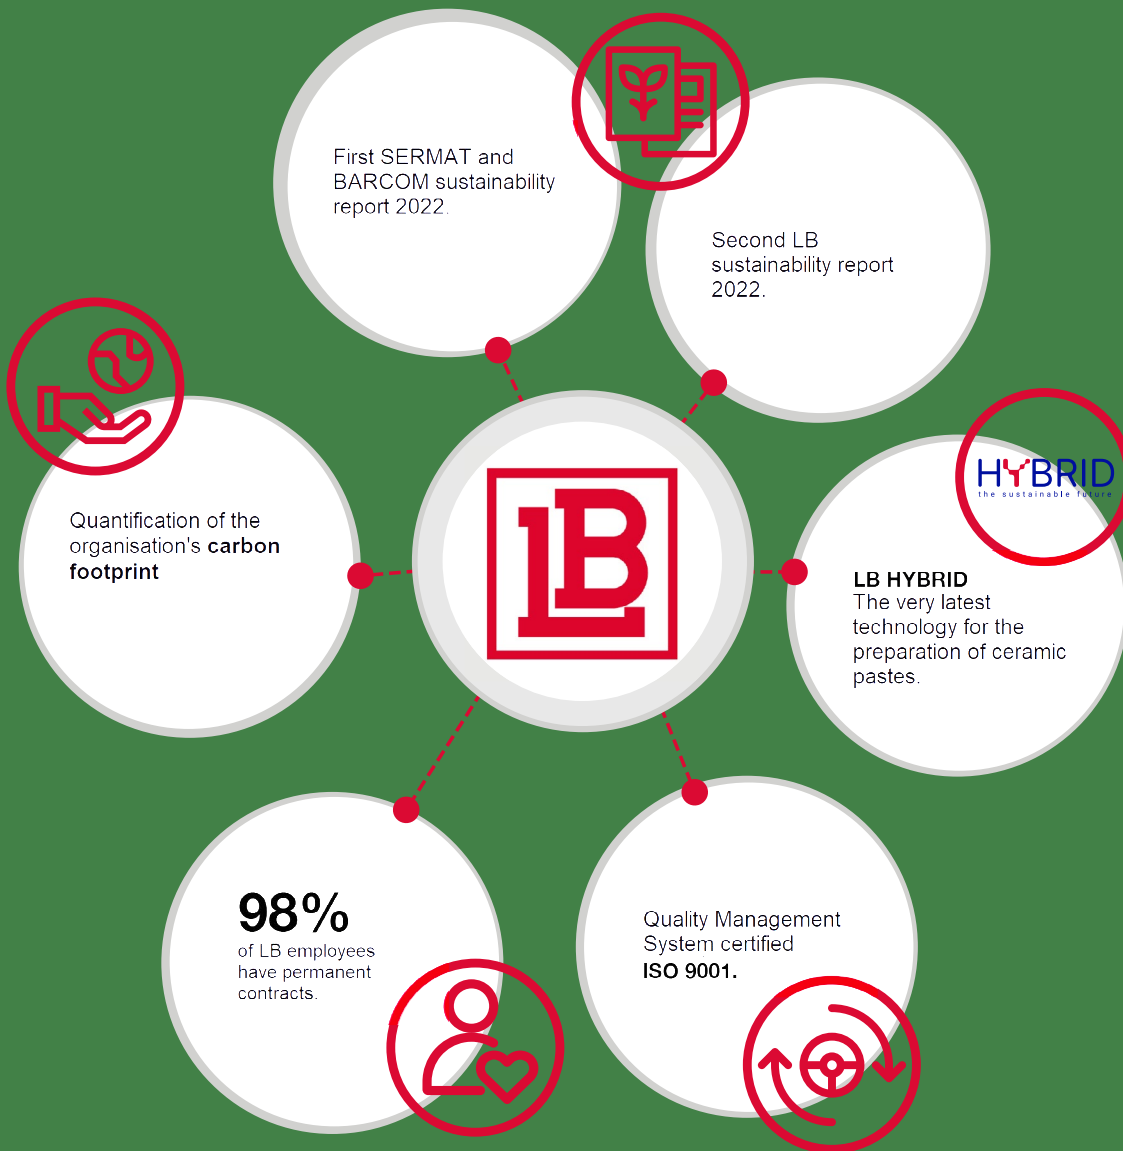 First SERMAT and
BARCOM sustainability
report 2022.
Second LB
sustainability report
2022.
HYBRID
the sustainable future
Quantification of the
organisation's carbon
footprint
LB
LB HYBRID
The very latest
technology for the
preparation of ceramic
pastes.
98%
of LB employees
have permanent
contracts.
Quality Management
System certified
ISO 9001.